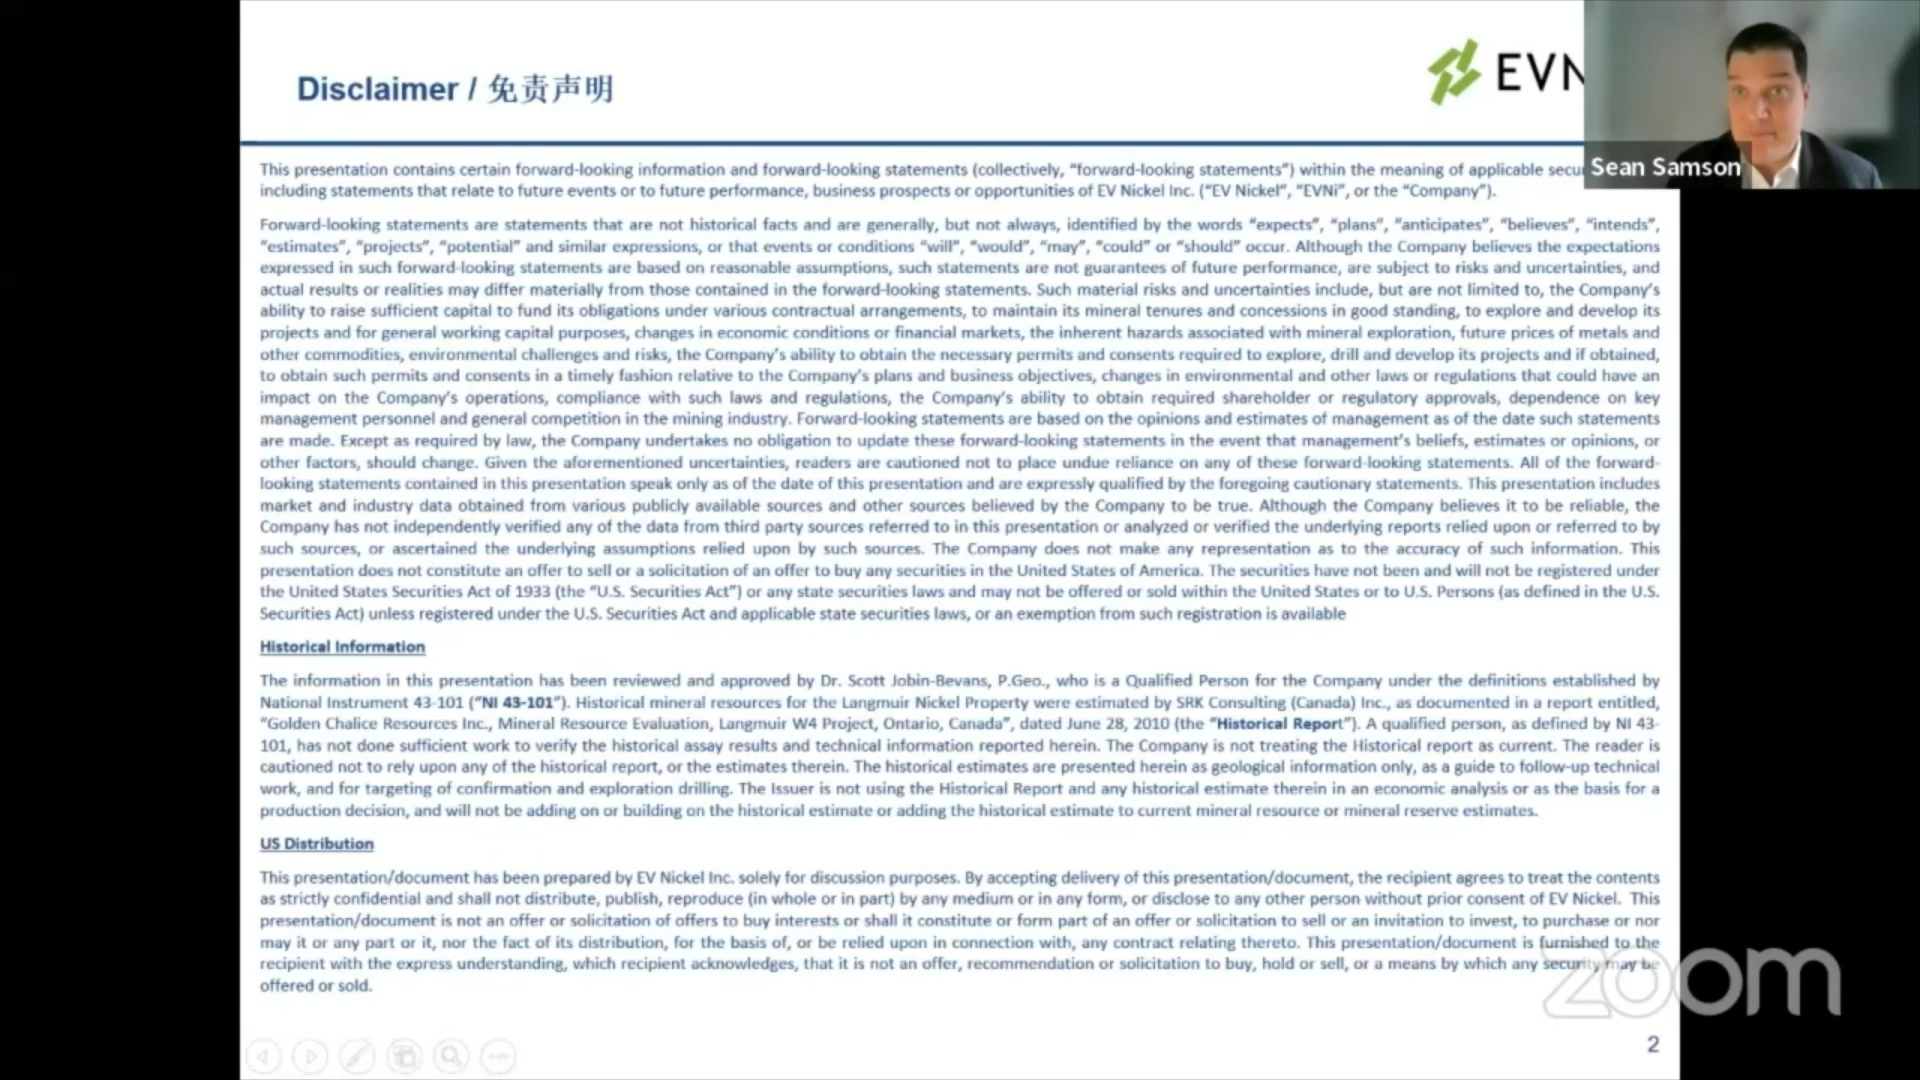 Disclaimer / 免责声明
EVN
Sean Samson
This presentation contains certain forward-looking information and forward-looking statements (collectively, “forward-looking statements”) within the meaning of applicable
including statements that relate to future events or to future performance, business prospects or opportunities of EV Nickel Inc. (“EV Nickel”, “EVNi”, or the “Company”).
Forward-looking statements are statements that are not historical facts and are generally, but not always, identified by the words “expects”, “plans”, “anticipates”, “believes”, “intends”,
“estimates”, “projects”, “potential” and similar expressions, or that events or conditions “will”, “would”, “may”, “could” or “should” occur. Although the Company believes the expectations
expressed in such forward-looking statements are based on reasonable assumptions, such statements are not guarantees of future performance, are subject to risks and uncertainties, and
actual results or realities may differ materially from those contained in the forward-looking statements. Such material risks and uncertainties include, but are not limited to, the Company’s
ability to raise sufficient capital to fund its obligations under various contractual arrangements, to maintain its mineral tenures and concessions in good standing, to explore and develop its
projects and for general working capital purposes, changes in economic conditions or financial markets, the inherent hazards associated with mineral exploration, future prices of metals and
other commodities, environmental challenges and risks, the Company’s ability to obtain the necessary permits and consents required to explore, drill and develop its projects and if obtained,
to obtain such permits and consents in a timely fashion relative to the Company’s plans and business objectives, changes in environmental and other laws or regulations that could have an
impact on the Company’s operations, compliance with such laws and regulations, the Company’s ability to obtain required shareholder or regulatory approvals, dependence on key
management personnel and general competition in the mining industry. Forward-looking statements are based on the opinions and estimates of management as of the date such statements
are made. Except as required by law, the Company undertakes no obligation to update these forward-looking statements in the event that management’s beliefs, estimates or opinions, or
other factors, should change. Given the aforementioned uncertainties, readers are cautioned not to place undue reliance on any of these forward-looking statements. All of the forward-
looking statements contained in this presentation speak only as of the date of this presentation and are expressly qualified by the foregoing cautionary statements. This presentation includes
market and industry data obtained from various publicly available sources and other sources believed by the Company to be true. Although the Company believes it to be reliable, the
Company has not independently verified any of the data from third party sources referred to in this presentation or analyzed or verified the underlying reports relied upon or referred to by
such sources, or ascertained the underlying assumptions relied upon by such sources. The Company does not make any representation as to the accuracy of such information. This
presentation does not constitute an offer to sell or a solicitation of an offer to buy any securities in the United States of America. The securities have not been and will not be registered under
the United States Securities Act of 1933 (the “U.S. Securities Act”) or any state securities laws and may not be offered or sold within the United States or to U.S. Persons (as defined in the U.S.
Securities Act) unless registered under the U.S. Securities Act and applicable state securities laws, or an exemption from such registration is available
Historical Information
The information in this presentation has been reviewed and approved by Dr. Scott Jobin-Bevans, P.Geo., who is a Qualified Person for the Company under the definitions established by
National Instrument 43-101 (“NI 43-101”). Historical mineral resources for the Langmuir Nickel Property were estimated by SRK Consulting (Canada) Inc., as documented in a report entitled,
“Golden Chalice Resources Inc., Mineral Resource Evaluation, Langmuir W4 Project, Ontario, Canada”, dated June 28, 2010 (the “Historical Report”). A qualified person, as defined by NI 43-
101, has not done sufficient work to verify the historical assay results and technical information reported herein. The Company is not treating the Historical report as current. The reader is
cautioned not to rely upon any of the historical report, or the estimates therein. The historical estimates are presented herein as geological information only, as a guide to follow-up technical
work, and for targeting of confirmation and exploration drilling. The Issuer is not using the Historical Report and any historical estimate therein in an economic analysis or as the basis for a
production decision, and will not be adding on or building on the historical estimate or adding the historical estimate to current mineral resource or mineral reserve estimates.
US Distribution
This presentation/document has been prepared by EV Nickel Inc. solely for discussion purposes. By accepting delivery of this presentation/document, the recipient agrees to treat the contents
as strictly confidential and shall not distribute, publish, reproduce (in whole or in part) by any medium or in any form, or disclose to any other person without prior consent of EV Nickel. This
presentation/document is not an offer or solicitation of offers to buy interests or shall it constitute or form part of an offer or solicitation to sell or an invitation to invest, to purchase or nor
may it or any part or it, nor the fact of its distribution, for the basis of, or be relied upon in connection with, any contract relating thereto. This presentation/document is furnished to the
recipient with the express understanding, which recipient acknowledges, that it is not an offer, recommendation or solicitation to buy, hold or sell, or a means by which any security may be
offered or sold.
zoom
2